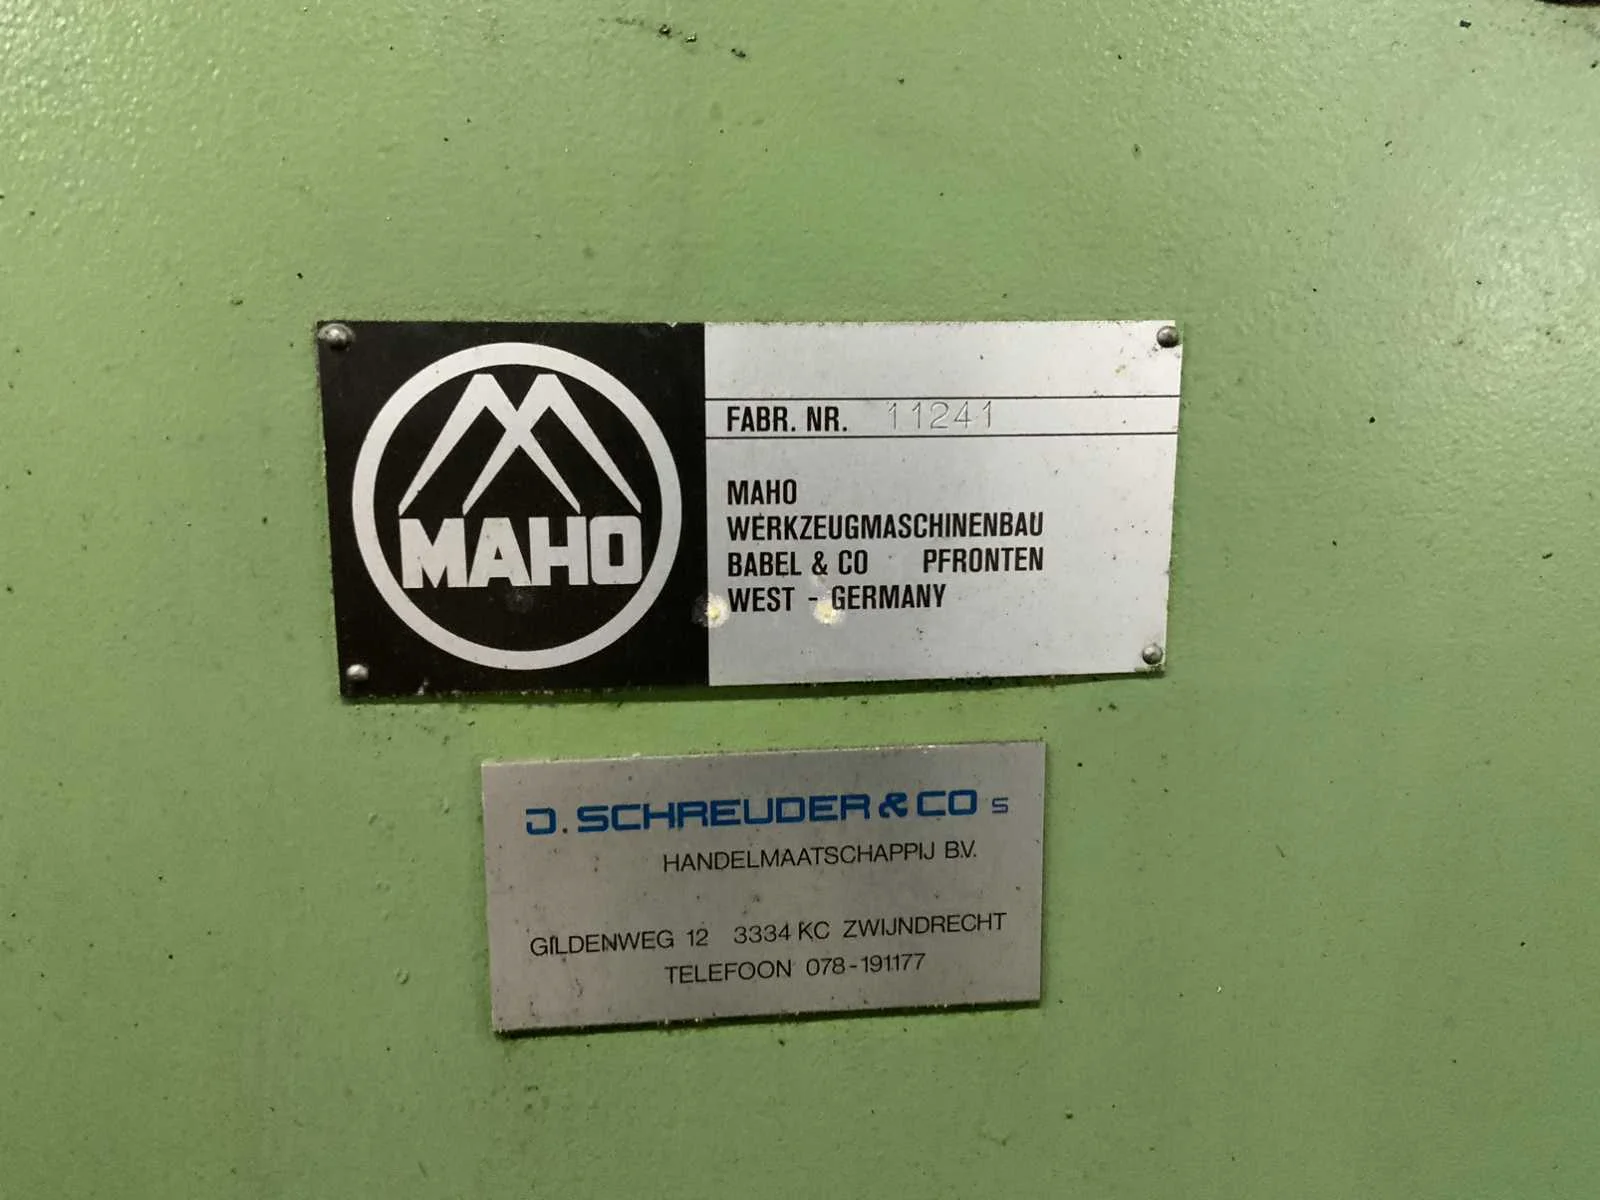 MAHO
FABR. NR. 11241
MAHO
WERKZEUGMASCHINENBAU
BABEL & CO PFRONTEN
WEST - GERMANY
J. SCHREUDER & CO S
HANDELMAATSCHAPPIJ B.V.
GILDENWEG 12 3334 KC ZWIJNDRECHT
TELEFOON 078-191177